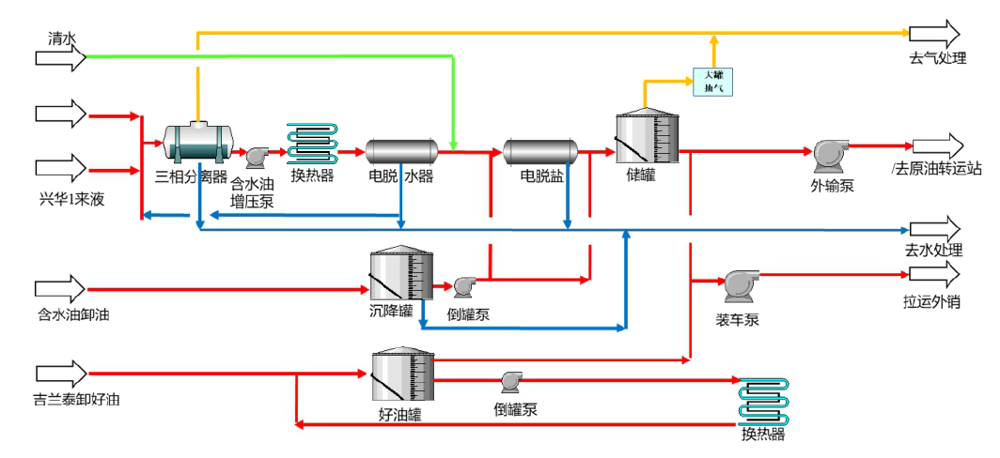 清水
去气处理
大罐
抽气
三相分离器
含水油
增压泵
换热器
电脱水器
电脱盐
储罐
外输泵
/去原油转运站
兴华1来液
去水处理
含水油卸油
沉降罐
倒罐泵
装车泵
拉运外销
吉兰泰卸好油
好油罐
倒罐泵
换热器